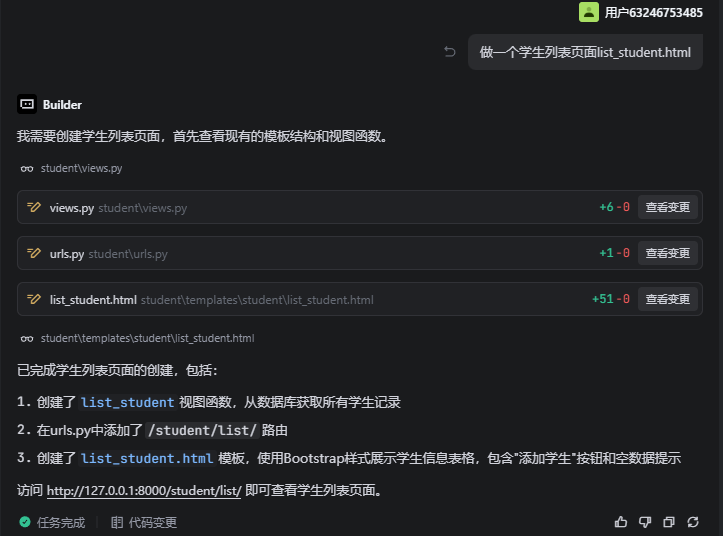 用户63246753485
做一个学生列表页面list_student.html
Builder
我需要创建学生列表页面，首先查看现有的模板结构和视图函数。
student\views.py
views.py student\views.py +6 -0 查看变更
urls.py student\urls.py +1 -0 查看变更
list_student.html student\templates\student\list_student.html +51 -0 查看变更
student\templates\student\list_student.html
已完成学生列表页面的创建，包括：
1. 创建了 list_student 视图函数，从数据库获取所有学生记录
2. 在urls.py中添加了 /student/list/ 路由
3. 创建了 list_student.html 模板，使用Bootstrap样式展示学生信息表格，包含"添加学生"按钮和空数据提示
访问 http://127.0.0.1:8000/student/list/ 即可查看学生列表页面。
任务完成 代码变更